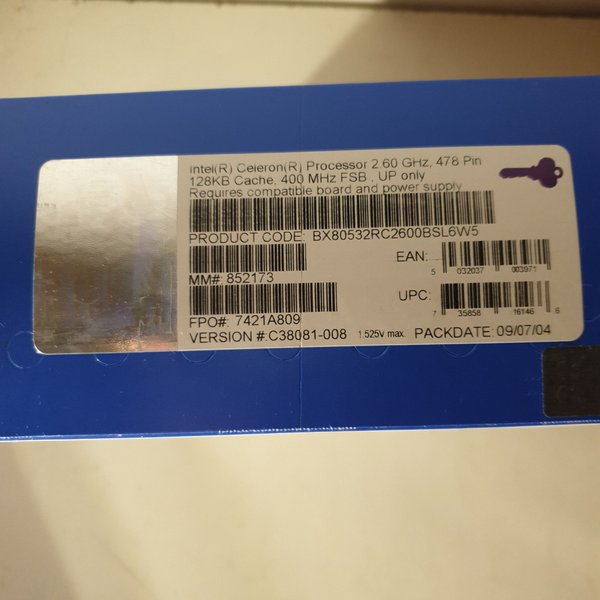 Intel(R) Celeron(R) Processor 2.60 GHz, 478 Pin
128KB Cache, 400 MHz FSB , UP only
Requires compatible board and power supply
PRODUCT CODE: BX80532RC2600BSL6W5
MM#: 852173
EAN:
5 032037 003971
FPO#: 7421A809
UPC:
7 35858 16146 6
VERSION #:C38081-008 1.525V max. PACKDATE: 09/07/04